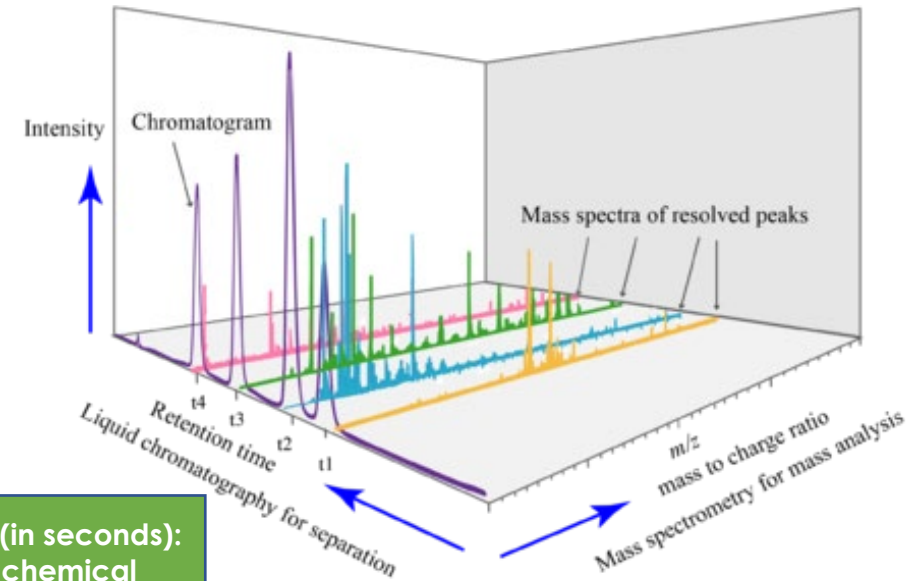 Intensity
Chromatogram
Mass spectra of resolved peaks
t4
t3
t2
t1
Retention time
Liquid chromatography for separation
m/z
mass to charge ratio
Mass spectrometry for mass analysis
(in seconds):
chemical